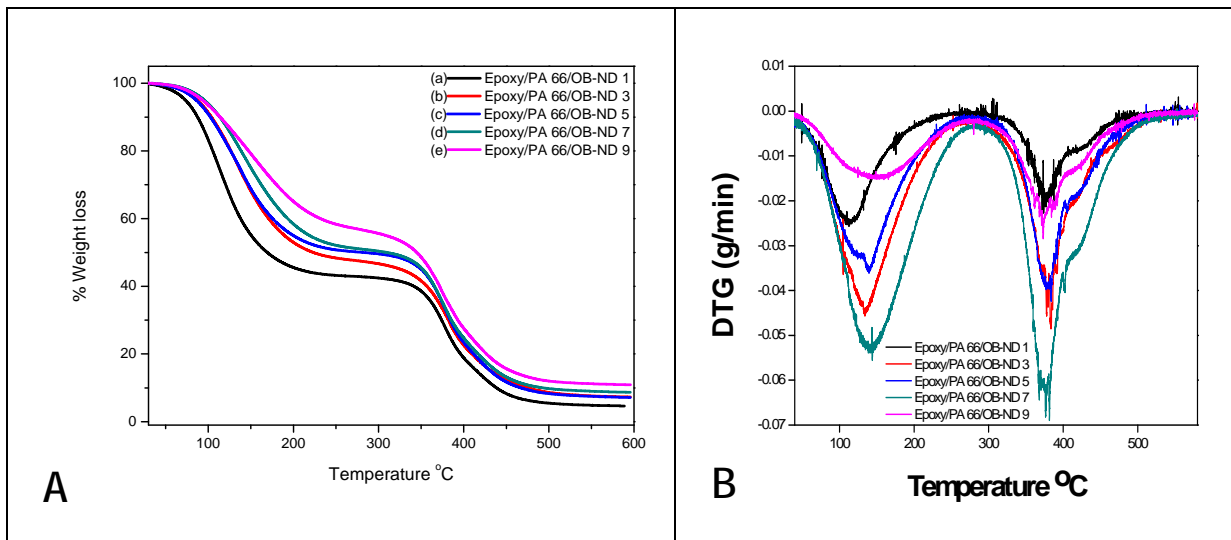 (a) Epoxy/PA 66/OB-ND 1
(b) Epoxy/PA 66/OB-ND 3
(c) Epoxy/PA 66/OB-ND 5
(d) Epoxy/PA 66/OB-ND 7
(e) Epoxy/PA 66/OB-ND 9
100
80
60
40
20
0
% Weight loss
100 200 300 400 500 600
Temperature °C
A
0.01
0.00
-0.01
-0.02
-0.03
-0.04
-0.05
-0.06
-0.07
DTG (g/min)
Epoxy/PA 66/OB-ND 1
Epoxy/PA 66/OB-ND 3
Epoxy/PA 66/OB-ND 5
Epoxy/PA 66/OB-ND 7
Epoxy/PA 66/OB-ND 9
100 200 300 400 500
Temperature °C
B